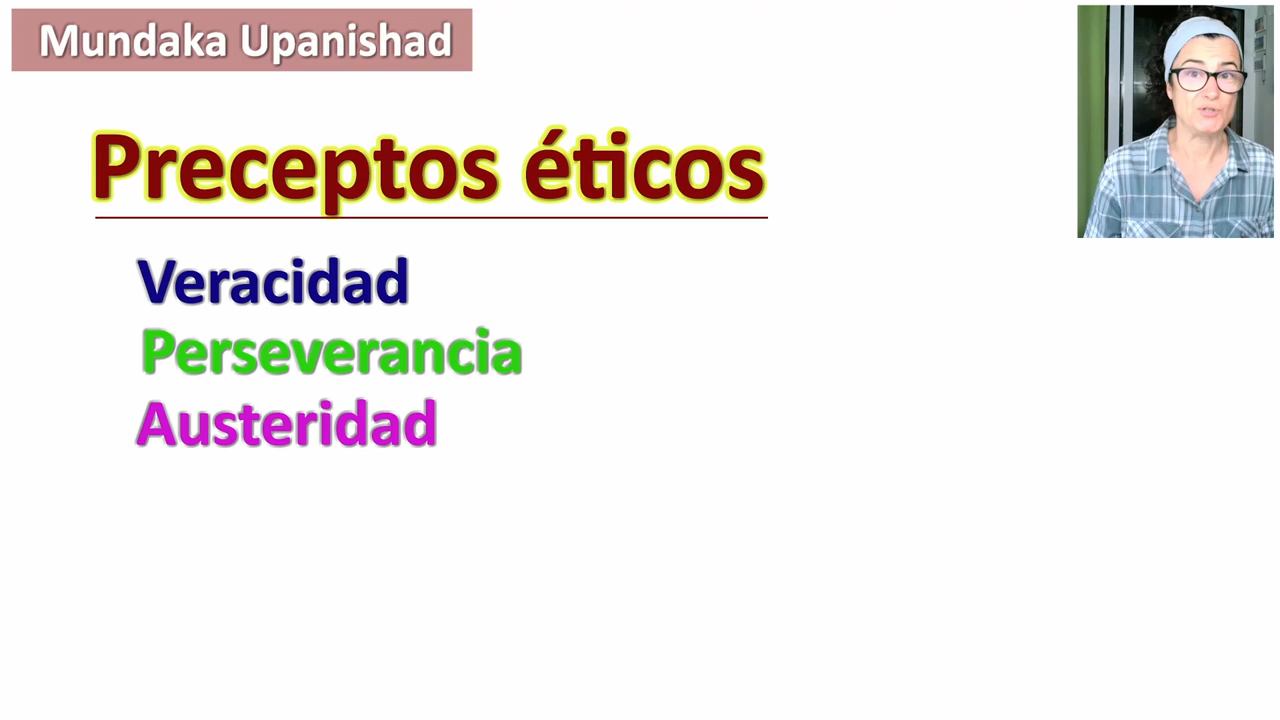 Mundaka Upanishad
Preceptos éticos
Veracidad
Perseverancia
Austeridad